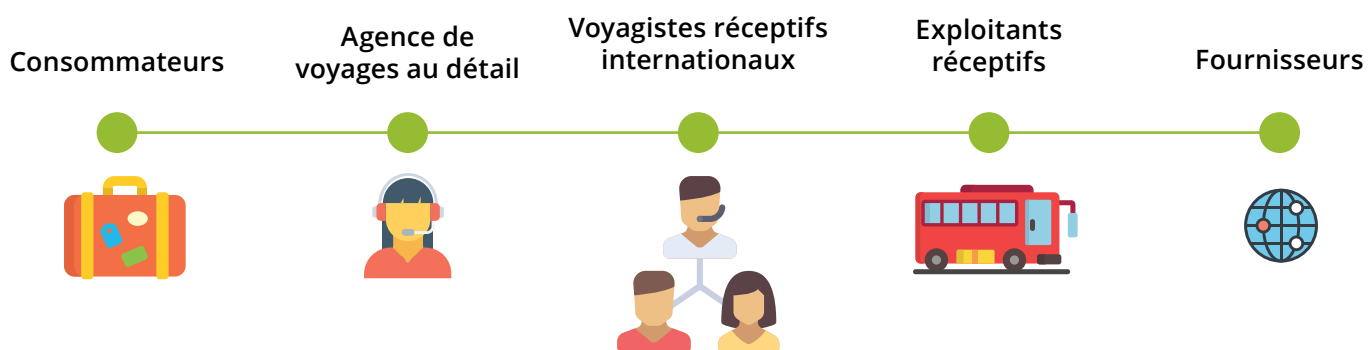 Consommateurs
Agence de
voyages au détail
Voyagistes réceptifs
internationaux
Exploitants
réceptifs
Fournisseurs